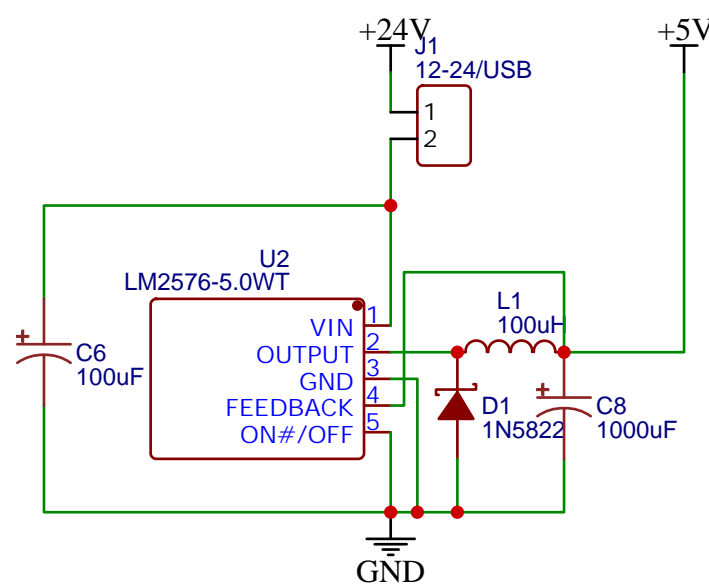 +24V
+5V
J1
12-24/USB
1
2
U2
LM2576-5.0WT
VIN 1
OUTPUT 2
GND 3
FEEDBACK 4
ON#/OFF 5
+
C6
100uF
L1
100uH
D1
1N5822
+
C8
1000uF
GND